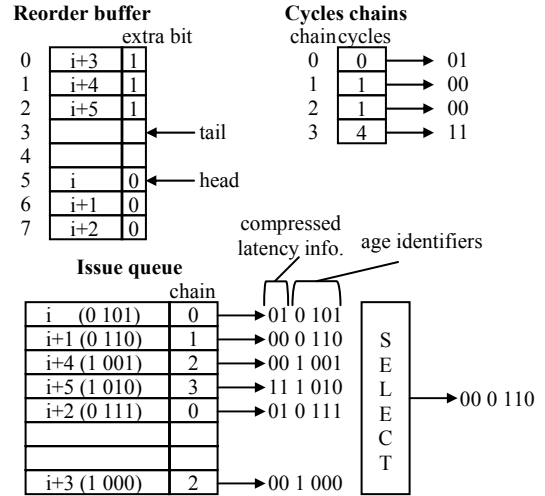 Reorder buffer
extra bit
0 i+3 1
1 i+4 1
2 i+5 1
3 tail
4
5 i 0 head
6 i+1 0
7 i+2 0
Cycles chains
chain cycles
0 0 01
1 1 00
2 1 00
3 4 11
compressed
latency info.
age identifiers
Issue queue
chain
i (0 101) 0 01 0 101
i+1 (0 110) 1 00 0 110
i+4 (1 001) 2 00 1 001
i+5 (1 010) 3 11 1 010
i+2 (0 111) 0 01 0 111
i+3 (1 000) 2 00 1 000
S
E
L
E
C
T
00 0 110